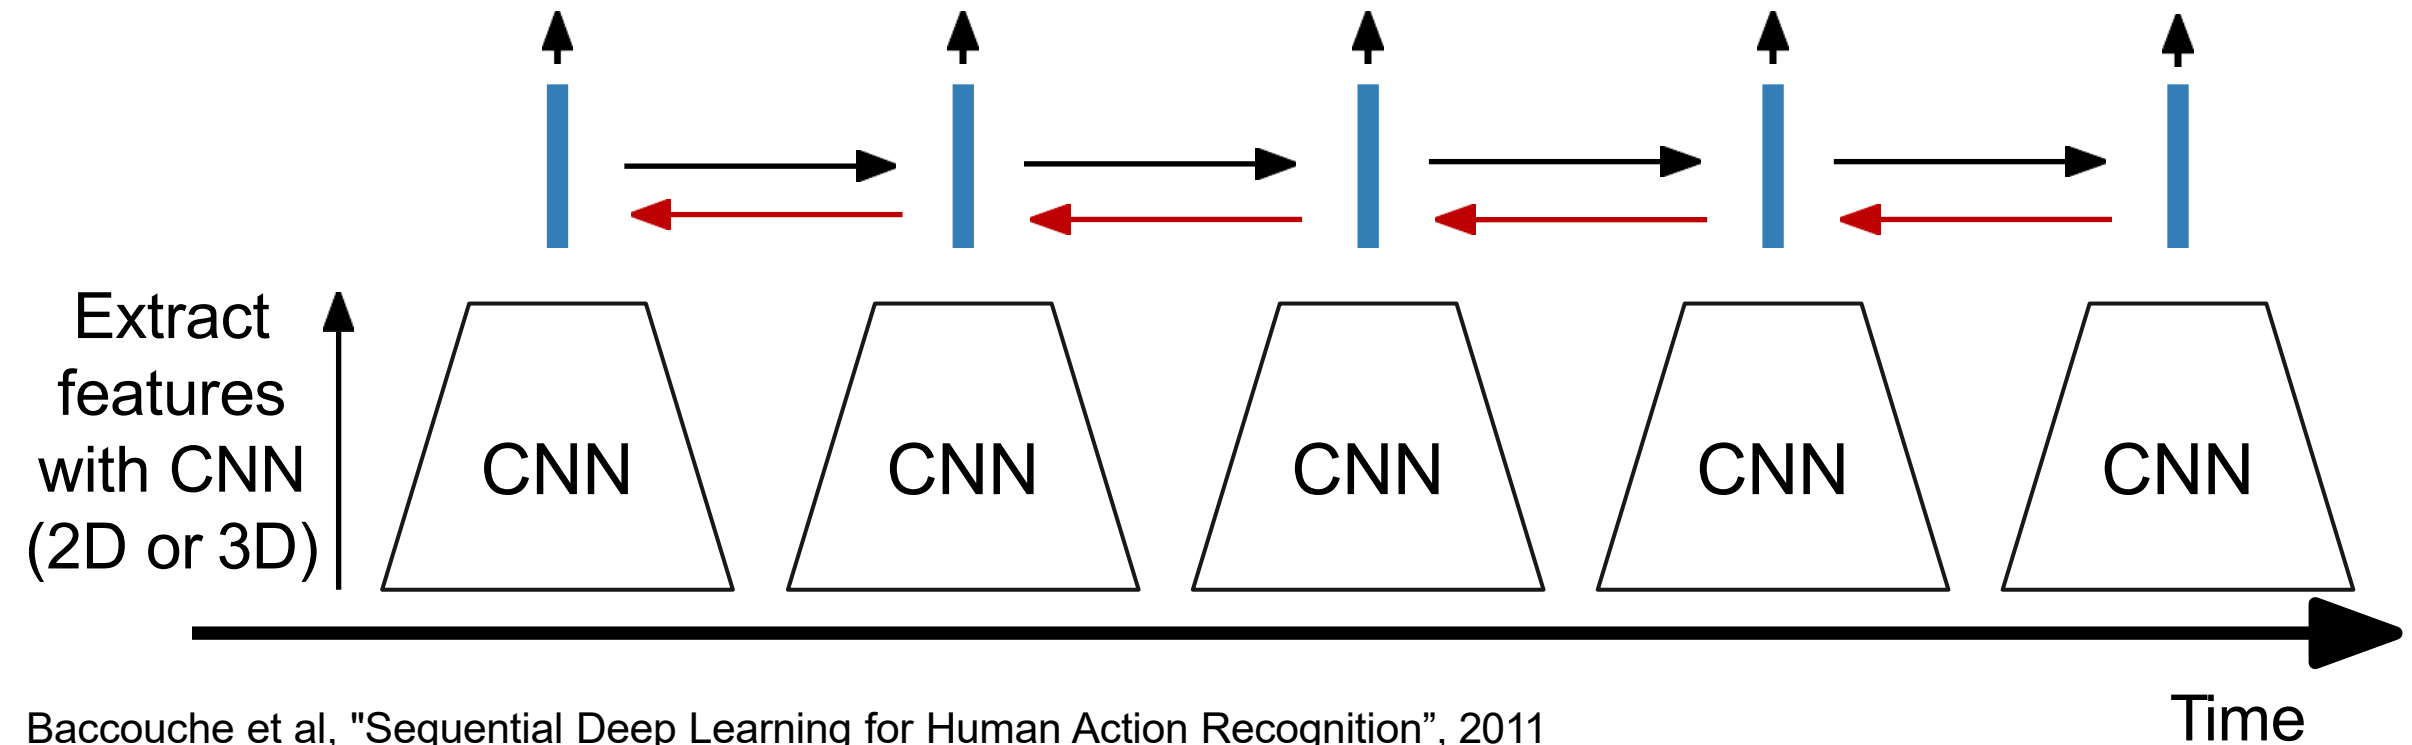 Extract
features
with CNN
(2D or 3D)
CNN
CNN
CNN
CNN
CNN
Time
Baccouche et al, "Sequential Deep Learning for Human Action Recognition”, 2011